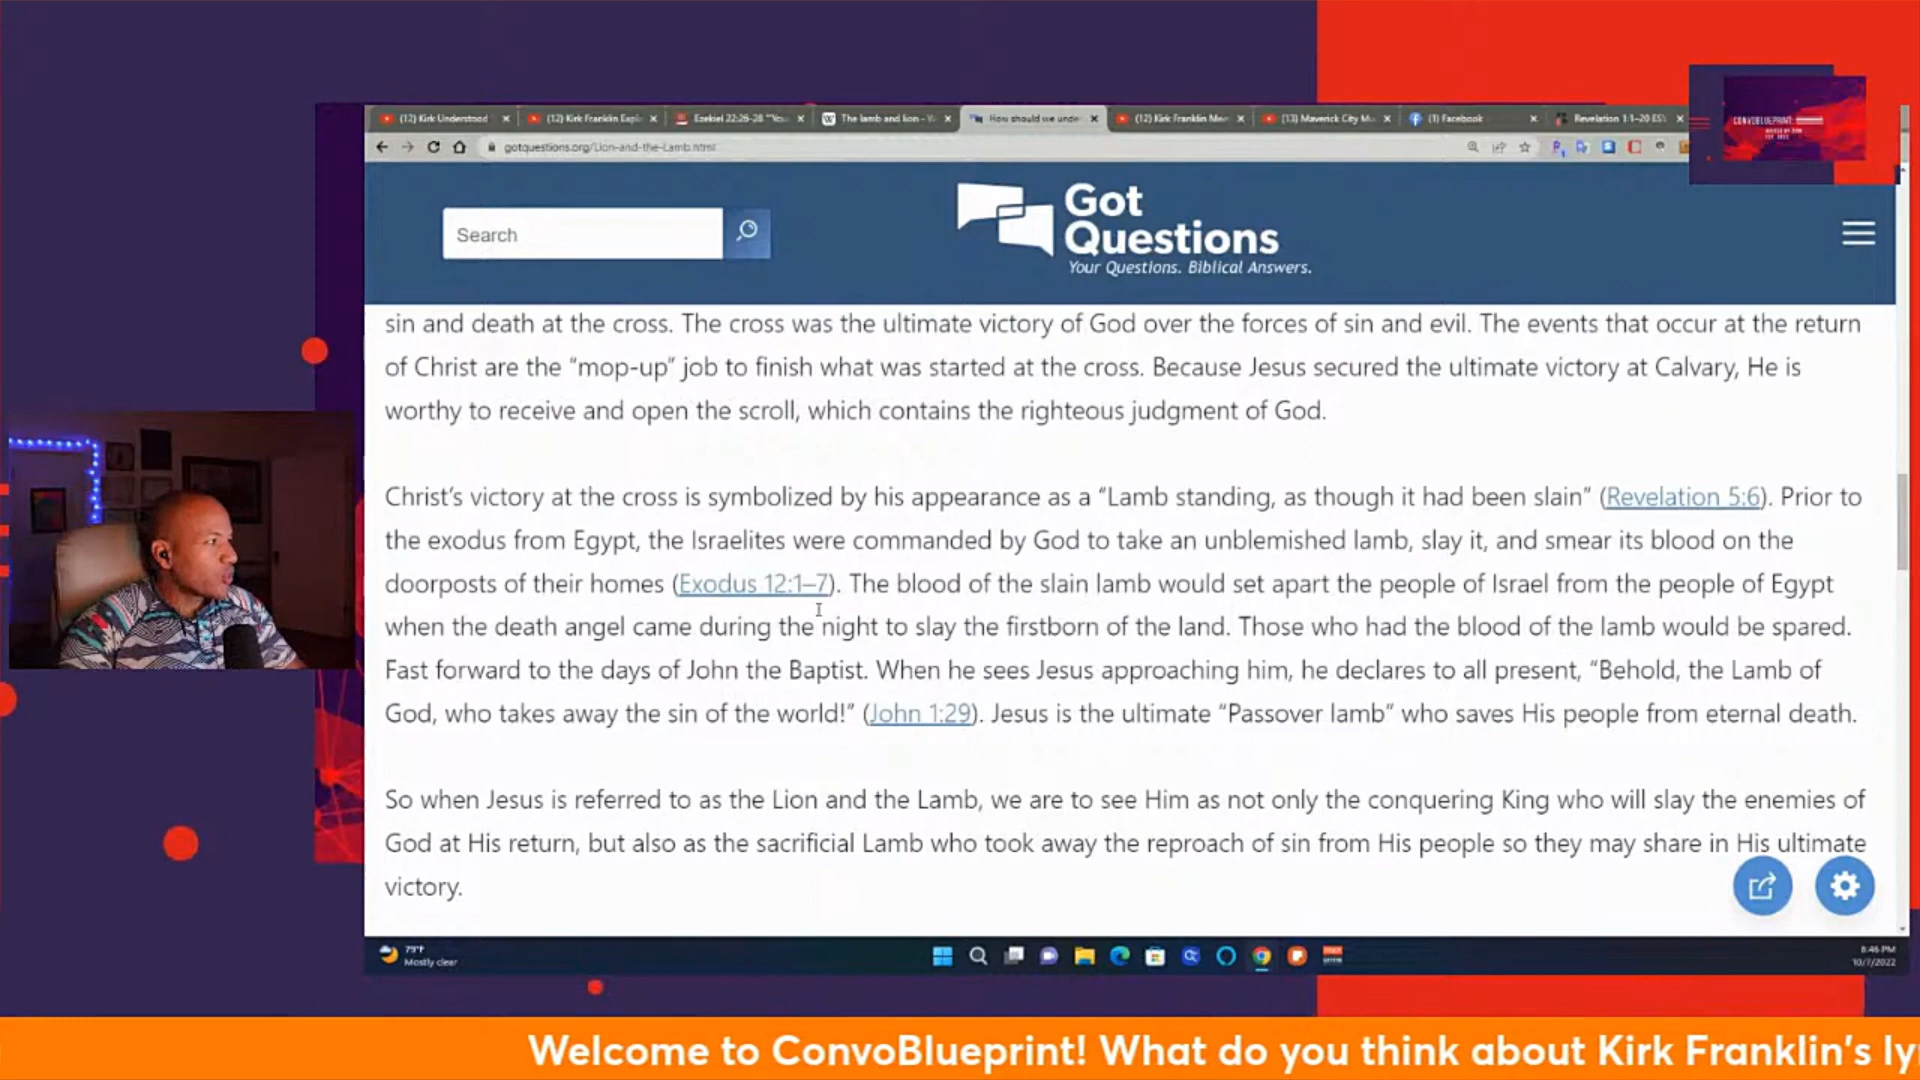 (12) Kirk Understood
(12) Kirk Franklin Expl
Ezekiel 22:26-28 "You
The lamb and lion - W
How should we unde
(12) Kirk Franklin Mee
(13) Maverick City M
(1) Facebook
Revelation 1:1–20 ESV
CONVOBLUEPRINT
gotquestions.org/Lion-and-the-Lamb.html
Search
Got
Questions
Your Questions. Biblical Answers.
sin and death at the cross. The cross was the ultimate victory of God over the forces of sin and evil. The events that occur at the return
of Christ are the “mop-up” job to finish what was started at the cross. Because Jesus secured the ultimate victory at Calvary, He is
worthy to receive and open the scroll, which contains the righteous judgment of God.
Christ’s victory at the cross is symbolized by his appearance as a “Lamb standing, as though it had been slain” (Revelation 5:6). Prior to
the exodus from Egypt, the Israelites were commanded by God to take an unblemished lamb, slay it, and smear its blood on the
doorposts of their homes (Exodus 12:1–7). The blood of the slain lamb would set apart the people of Israel from the people of Egypt
when the death angel came during the night to slay the firstborn of the land. Those who had the blood of the lamb would be spared.
Fast forward to the days of John the Baptist. When he sees Jesus approaching him, he declares to all present, “Behold, the Lamb of
God, who takes away the sin of the world!” (John 1:29). Jesus is the ultimate “Passover lamb” who saves His people from eternal death.
So when Jesus is referred to as the Lion and the Lamb, we are to see Him as not only the conquering King who will slay the enemies of
God at His return, but also as the sacrificial Lamb who took away the reproach of sin from His people so they may share in His ultimate
victory.
79°F
Mostly clear
8:46 PM
10/7/2022
Welcome to ConvoBlueprint! What do you think about Kirk Franklin's ly